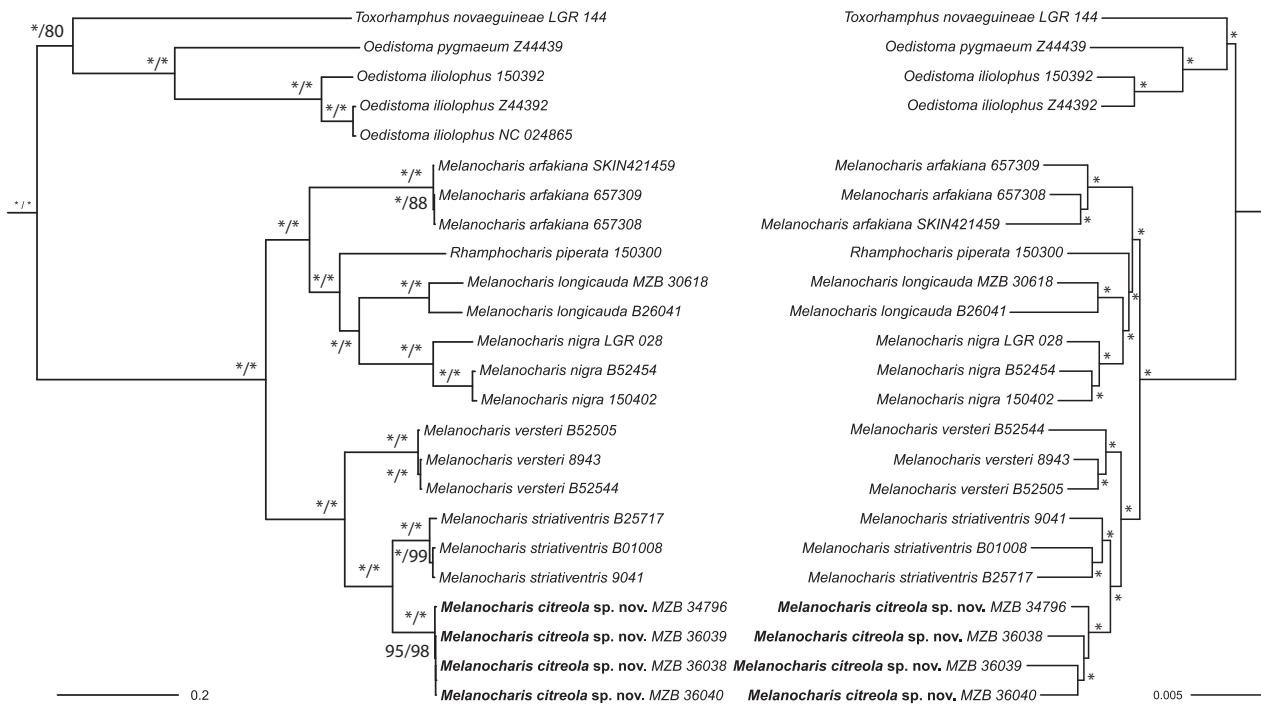 Toxorhamphus novaeguineae LGR 144
*/80
Oedistoma pygmaeum Z44439
*/*
Oedistoma iliolophus 150392
*/*
Oedistoma iliolophus Z44392
*/*
Oedistoma iliolophus NC 024865
Melanocharis arfakiana SKIN421459
*/*
Melanocharis arfakiana 657309
*/88
Melanocharis arfakiana 657308
*/*
*/*
Rhamphocharis piperata 150300
*/*
Melanocharis longicauda MZB 30618
*/*
Melanocharis longicauda B26041
*/*
Melanocharis nigra LGR 028
*/*
*/*
Melanocharis nigra B52454
*/*
Melanocharis nigra 150402
Melanocharis versteri B52505
*/*
Melanocharis versteri 8943
*/*
Melanocharis versteri B52544
*/*
Melanocharis striativentris B25717
*/*
Melanocharis striativentris B01008
*/99
Melanocharis striativentris 9041
*/*
Melanocharis citreola sp. nov. MZB 34796
*/*
Melanocharis citreola sp. nov. MZB 36039
95/98
Melanocharis citreola sp. nov. MZB 36038
Melanocharis citreola sp. nov. MZB 36040
0.2
Toxorhamphus novaeguineae LGR 144
*
Oedistoma pygmaeum Z44439
*
Oedistoma iliolophus 150392
*
Oedistoma iliolophus Z44392
Melanocharis arfakiana 657309
*
Melanocharis arfakiana 657308
*
Melanocharis arfakiana SKIN421459
*
Rhamphocharis piperata 150300
*
Melanocharis longicauda MZB 30618
*
Melanocharis longicauda B26041
*
Melanocharis nigra LGR 028
*
Melanocharis nigra B52454
*
Melanocharis nigra 150402
*
Melanocharis versteri B52544
*
Melanocharis versteri 8943
*
Melanocharis versteri B52505
*
Melanocharis striativentris 9041
*
Melanocharis striativentris B01008
*
Melanocharis striativentris B25717
*
Melanocharis citreola sp. nov. MZB 34796
*
Melanocharis citreola sp. nov. MZB 36038
Melanocharis citreola sp. nov. MZB 36039
*
Melanocharis citreola sp. nov. MZB 36040
0.005